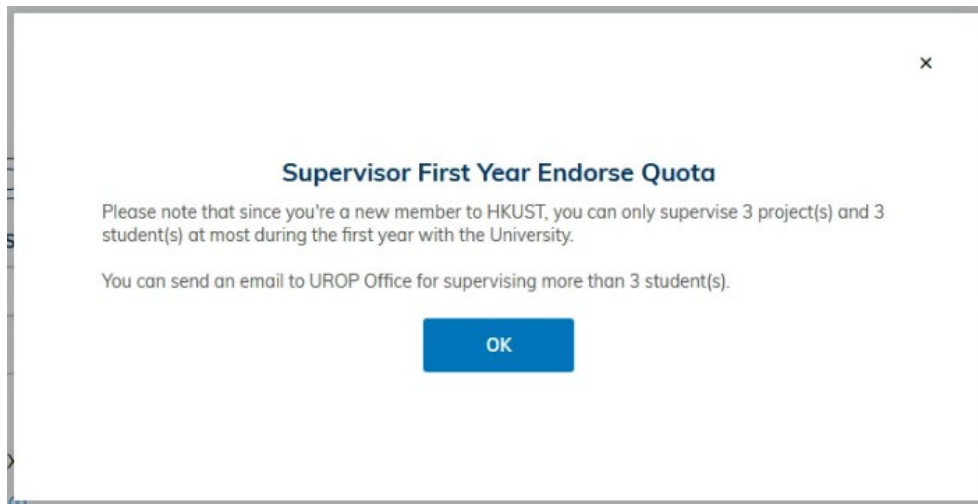 ×
Supervisor First Year Endorse Quota
Please note that since you're a new member to HKUST, you can only supervise 3 project(s) and 3
student(s) at most during the first year with the University.
You can send an email to UROP Office for supervising more than 3 student(s).
OK